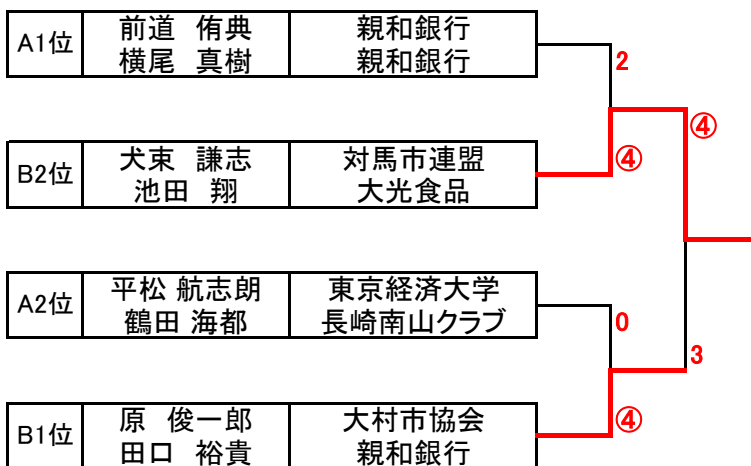 A1位 前道 侑典 親和銀行
横尾 真樹 親和銀行
2
④
B2位 犬束 謙志 対馬市連盟
池田 翔 大光食品
④
A2位 平松 航志朗 東京経済大学
鶴田 海都 長崎南山クラブ
0
3
B1位 原 俊一郎 大村市協会
田口 裕貴 親和銀行
④